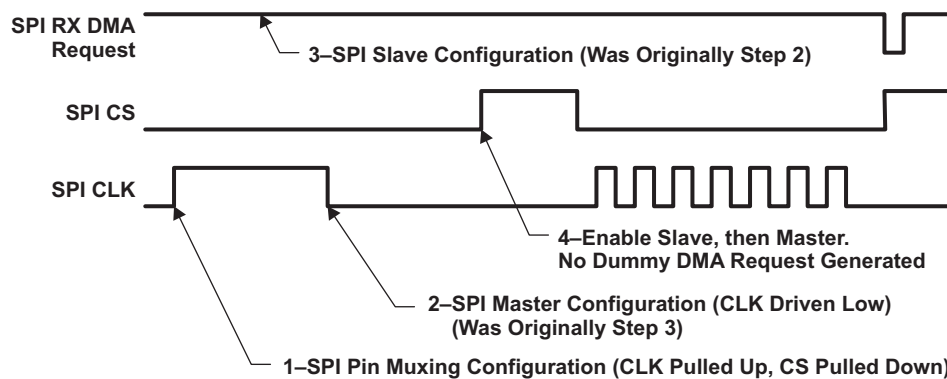 SPI RX DMA
Request
3–SPI Slave Configuration (Was Originally Step 2)
SPI CS
SPI CLK
4–Enable Slave, then Master.
No Dummy DMA Request Generated
2–SPI Master Configuration (CLK Driven Low)
(Was Originally Step 3)
1–SPI Pin Muxing Configuration (CLK Pulled Up, CS Pulled Down)